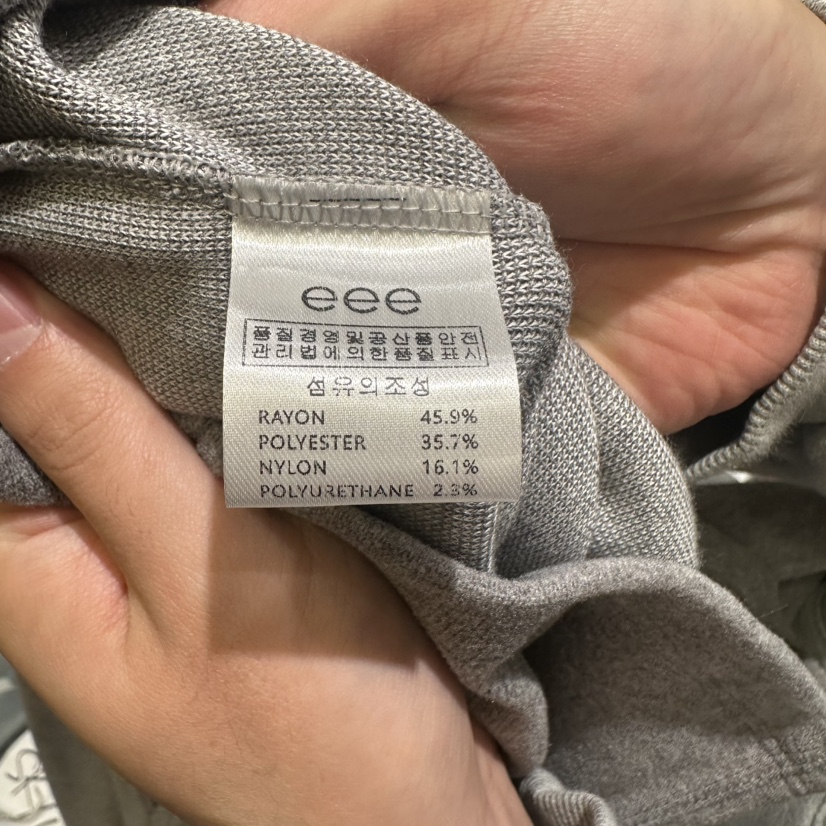 eee
품질경영및공산품안전
관리법에의한품질표시
섬유의조성
RAYON 45.9%
POLYESTER 35.7%
NYLON 16.1%
POLYURETHANE 2.3%